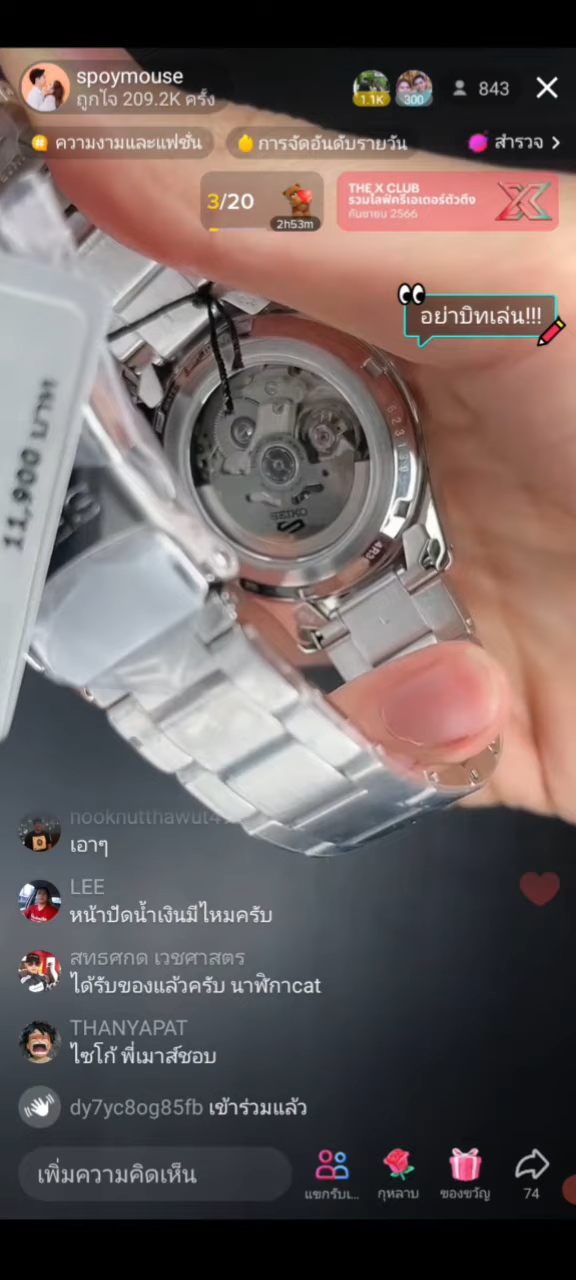 spoymouse
ถูกใจ 209.2K ครั้ง
1.1K
300
843
ความงามและแฟชั่น
การจัดอันดับรายวัน
สำรวจ >
3/20
2h53m
THE X CLUB
รวมไลฟ์ครีเอเตอร์ตัวตึง
กันยายน 2566
อย่าบิทเล่น!!!
11,900 บาท
SEIKO
nooknutthawut4
เอาๆ
LEE
หน้าปัดน้ำเงินมีไหมครับ
สทธศกด เวชศาสตร
ได้รับของแล้วครับ นาฬิกาcat
THANYAPAT
ไซโก้ พี่เมาส์ชอบ
dy7yc8og85fb เข้าร่วมแล้ว
เพิ่มความคิดเห็น
แขกรับเ...
กุหลาบ
ของขวัญ
74